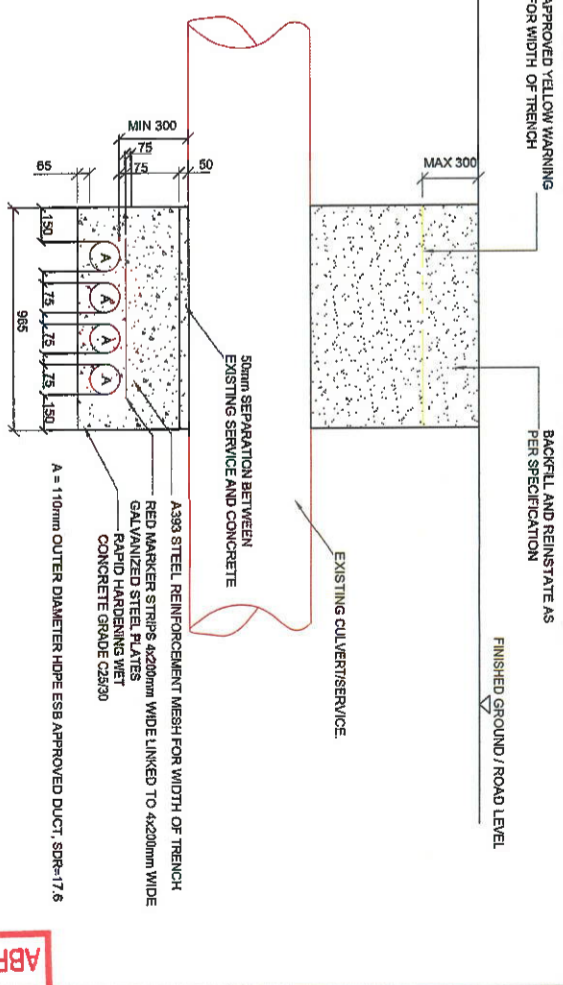 APPROVED YELLOW WARNING
FOR WIDTH OF TRENCH
BACKFILL AND REINSTATE AS
PER SPECIFICATION
FINISHED GROUND / ROAD LEVEL
MAX 300
EXISTING CULVERT/SERVICE.
50mm SEPARATION BETWEEN
EXISTING SERVICE AND CONCRETE
MIN 300
75
75
50
65
150
75
75
75
150
965
A
A
A
A
A393 STEEL REINFORCEMENT MESH FOR WIDTH OF TRENCH
RED MARKER STRIPS 4x200mm WIDE LINKED TO 4x200mm WIDE
GALVANIZED STEEL PLATES
RAPID HARDENING WET
CONCRETE GRADE C25/30
A = 110mm OUTER DIAMETER HDPE ESB APPROVED DUCT, SDR=17.6